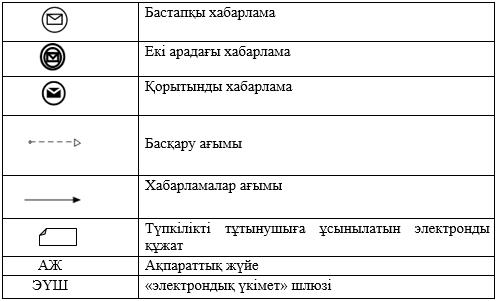 Бастапқы хабарлама
Екі арадағы хабарлама
Қорытынды хабарлама
Басқару ағымы
Хабарламалар ағымы
Түпкілікті тұтынушыға ұсынылатын электронды
құжат
АЖ Ақпараттық жүйе
ЭҮШ «электрондық үкімет» шлюзі